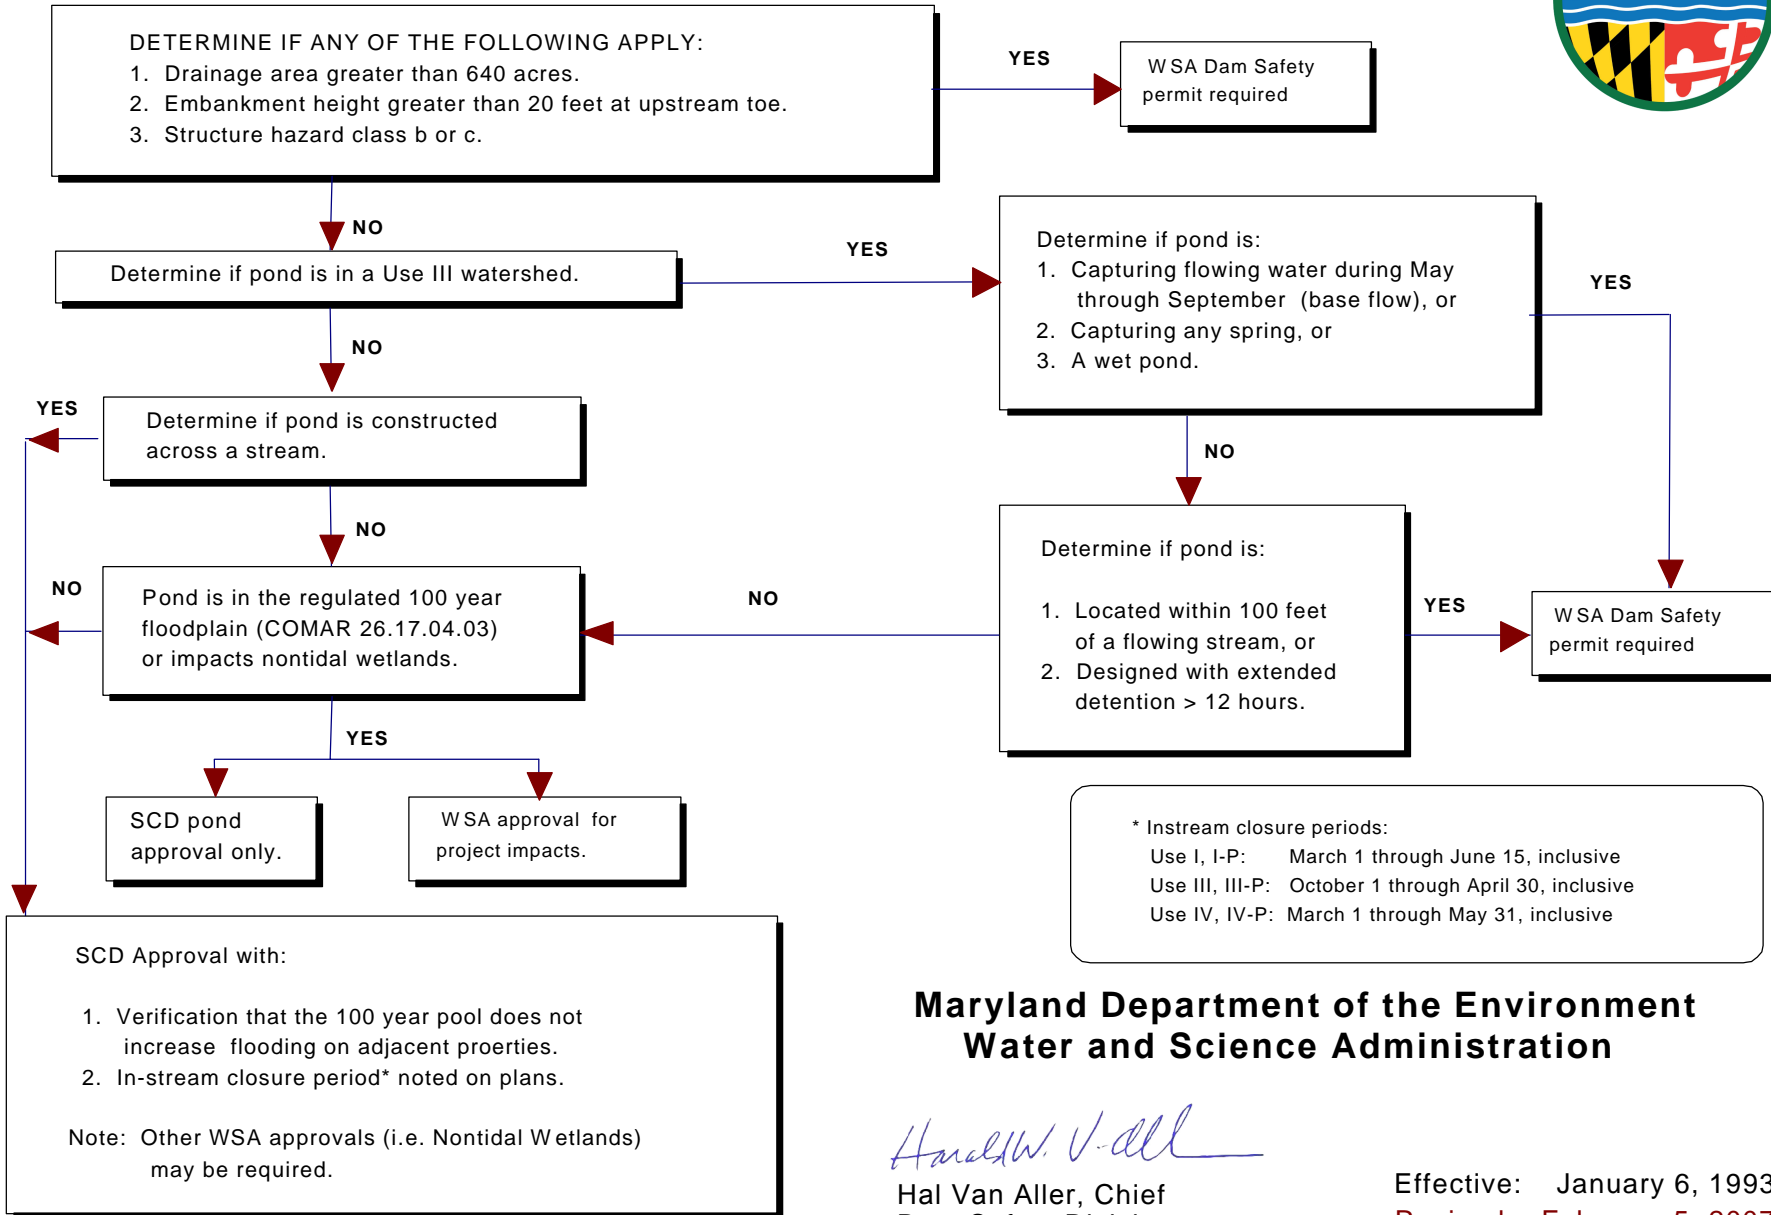 DETERMINE IF ANY OF THE FOLLOWING APPLY:
1. Drainage area greater than 640 acres.
2. Embankment height greater than 20 feet at upstream toe.
3. Structure hazard class b or c.
YES
WSA Dam Safety
permit required
NO
Determine if pond is in a Use III watershed.
YES
Determine if pond is:
1. Capturing flowing water during May
through September (base flow), or
2. Capturing any spring, or
3. A wet pond.
YES
NO
YES
Determine if pond is constructed
across a stream.
NO
NO
NO
Pond is in the regulated 100 year
floodplain (COMAR 26.17.04.03)
or impacts nontidal wetlands.
NO
Determine if pond is:
1. Located within 100 feet
of a flowing stream, or
2. Designed with extended
detention > 12 hours.
YES
WSA Dam Safety
permit required
YES
SCD pond
approval only.
WSA approval for
project impacts.
* Instream closure periods:
Use I, I-P: March 1 through June 15, inclusive
Use III, III-P: October 1 through April 30, inclusive
Use IV, IV-P: March 1 through May 31, inclusive
SCD Approval with:
1. Verification that the 100 year pool does not
increase flooding on adjacent proerties.
2. In-stream closure period* noted on plans.
Note: Other WSA approvals (i.e. Nontidal Wetlands)
may be required.
Maryland Department of the Environment
Water and Science Administration
Hal Van Aller, Chief
Effective: January 6, 1993